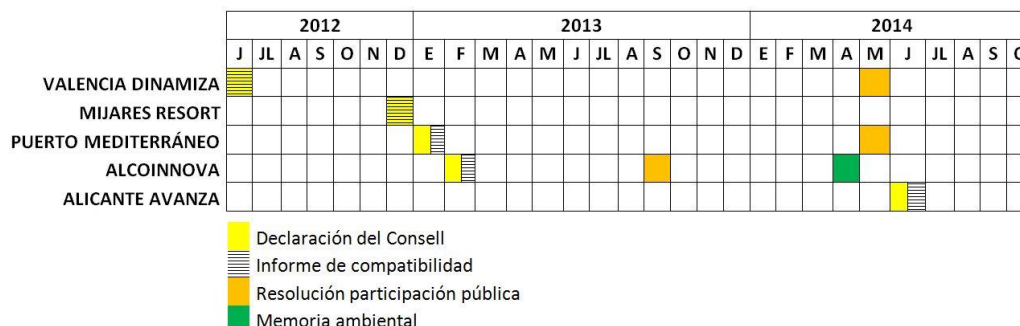 2012 2013 2014
J JL A S O N D E F M A M J JL A S O N D E F M A M J JL A S O
VALENCIA DINAMIZA
MIJARES RESORT
PUERTO MEDITERRÁNEO
ALCOINNOVA
ALICANTE AVANZA
Declaración del Consell
Informe de compatibilidad
Resolución participación pública
Memoria ambiental